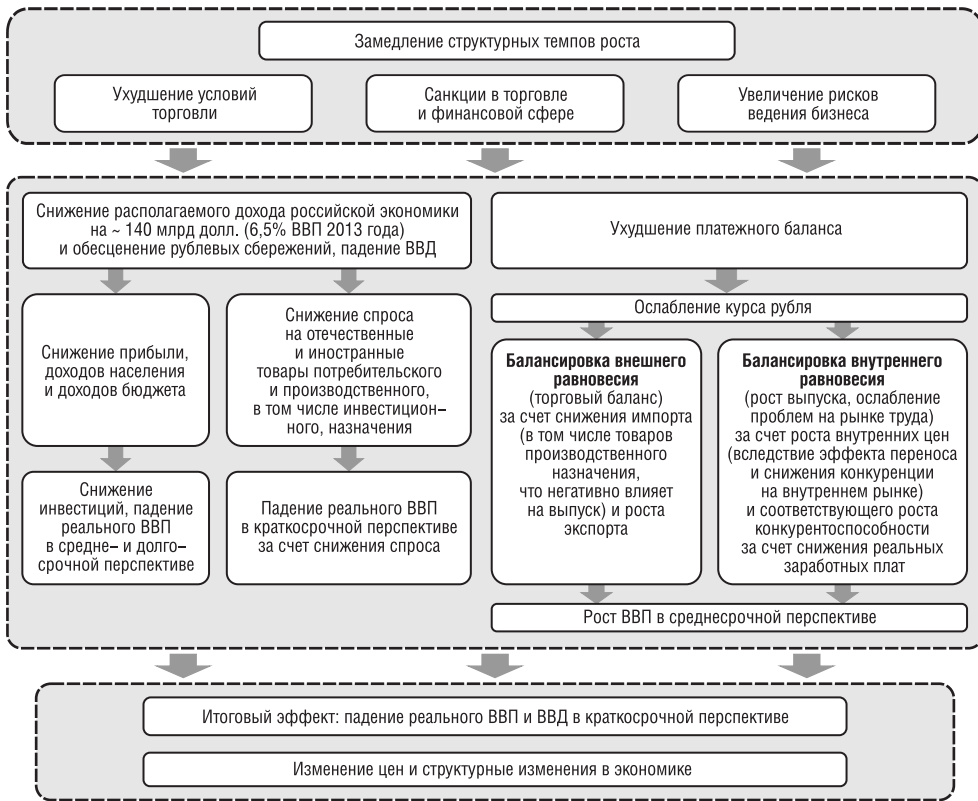 Замедление структурных темпов роста
Ухудшение условий
торговли
Санкции в торговле
и финансовой сфере
Увеличение рисков
ведения бизнеса
Снижение располагаемого дохода российской экономики
на ~ 140 млрд долл. (6,5% ВВП 2013 года)
и обесценение рублевых сбережений, падение ВВД
Ухудшение платежного баланса
Снижение прибыли,
доходов населения
и доходов бюджета
Снижение спроса
на отечественные
и иностранные
товары потребительского
и производственного,
в том числе инвестицион–
ного, назначения
Ослабление курса рубля
Балансировка внешнего
равновесия
(торговый баланс)
за счет снижения импорта
(в том числе товаров
производственного
назначения,
что негативно влияет
на выпуск) и роста
экспорта
Балансировка внутреннего
равновесия
(рост выпуска, ослабление
проблем на рынке труда)
за счет роста внутренних цен
(вследствие эффекта переноса
и снижения конкуренции
на внутреннем рынке)
и соответствующего роста
конкурентоспособности
за счет снижения реальных
заработных плат
Снижение
инвестиций, падение
реального ВВП
в средне– и долго–
срочной перспективе
Падение реального ВВП
в краткосрочной перспективе
за счет снижения спроса
Рост ВВП в среднесрочной перспективе
Итоговый эффект: падение реального ВВП и ВВД в краткосрочной перспективе
Изменение цен и структурные изменения в экономике